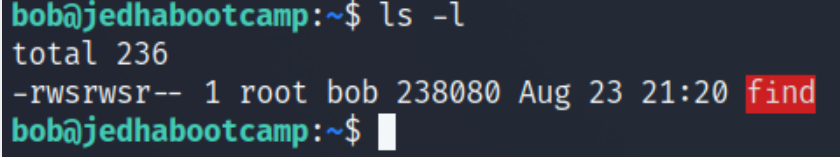 bob@jedhabootcamp:~$ ls -l
total 236
-rwsrwsr-- 1 root bob 238080 Aug 23 21:20 find
bob@jedhabootcamp:~$